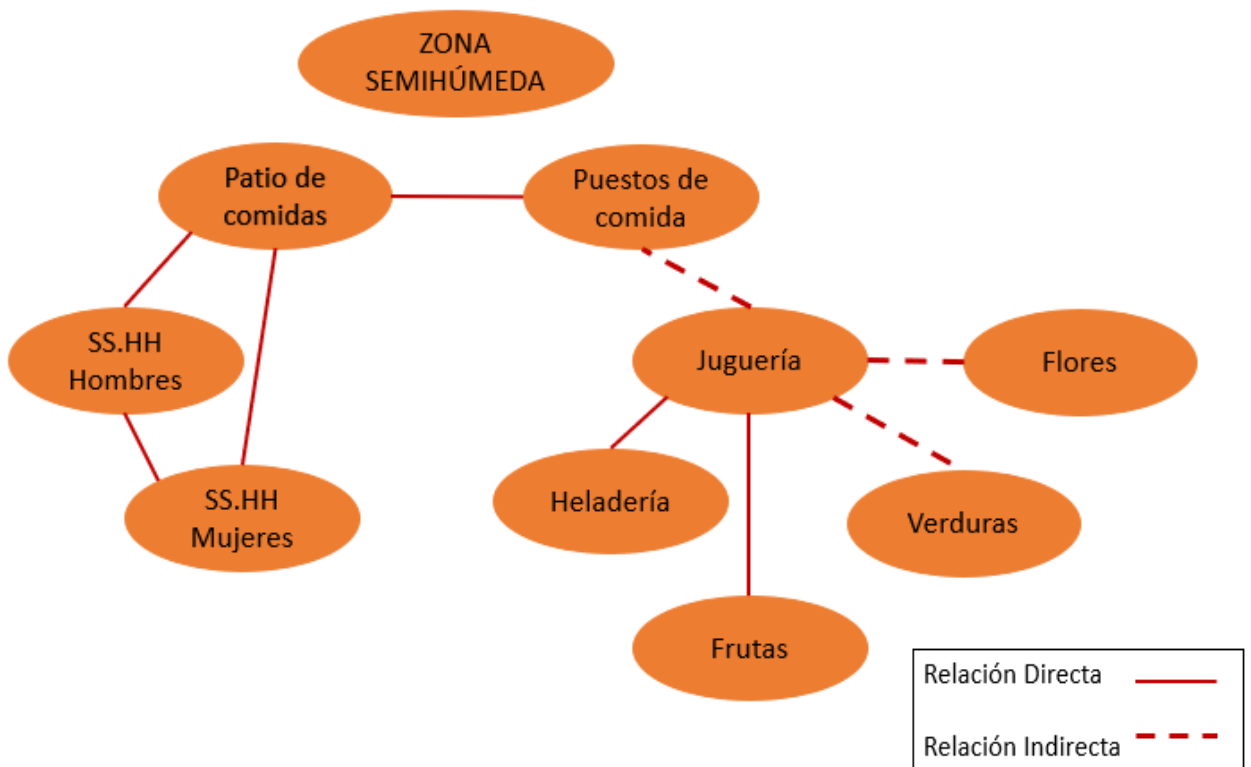 ZONA
SEMIHÚMEDA
Patio de
comidas
Puestos de
comida
SS.HH
Hombres
Juguería
Flores
SS.HH
Mujeres
Heladería
Verduras
Frutas
Relación Directa
Relación Indirecta